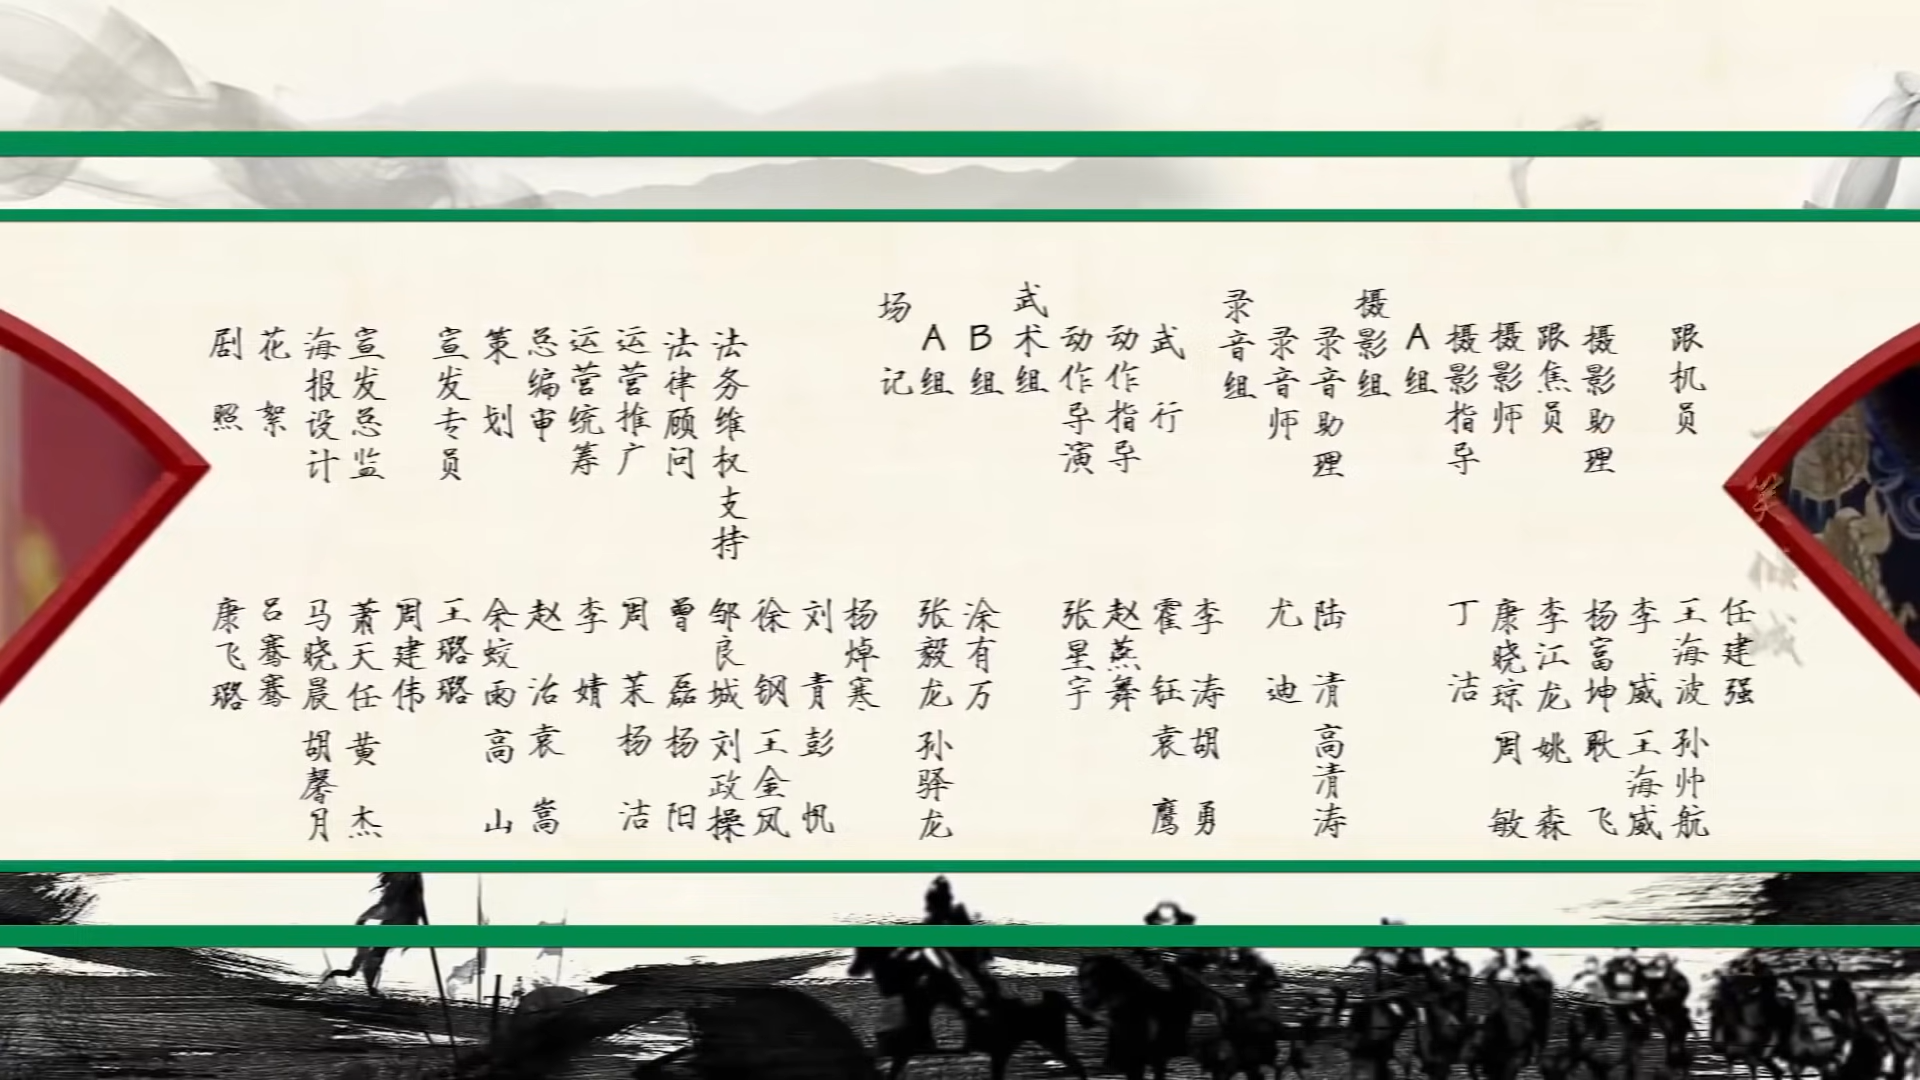 剧照 康飞璐
花絮 吕骞骞
海报设计 马晓晨 胡馨月
宣发总监 萧天任 黄杰
周建伟
宣发专员 王璐璐
策划 余蛟雨 高山
总编审 赵治 袁嵩
运营统筹 李婧
运营推广 周茉 杨洁
法律顾问 曾磊 杨阳
法务维权支持 邹良城 刘政操
徐钢 王金凤
刘青 彭帆
杨焯寒
场记
A组 张毅龙 孙驿龙
B组 涂有万
武术组
动作导演 张星宇
动作指导 赵燕舞
武行 霍钰 袁鹰
李涛 胡勇
录音组
录音师 尤迪
录音助理 陆清 高清涛
摄影组
A组
摄影指导 丁洁
摄影师 康晓琮 周敏
跟焦员 李江龙 姚森
摄影助理 杨富坤 耿飞
李威 王海威
跟机员 王海波 孙帅航
任建强
笑倾城